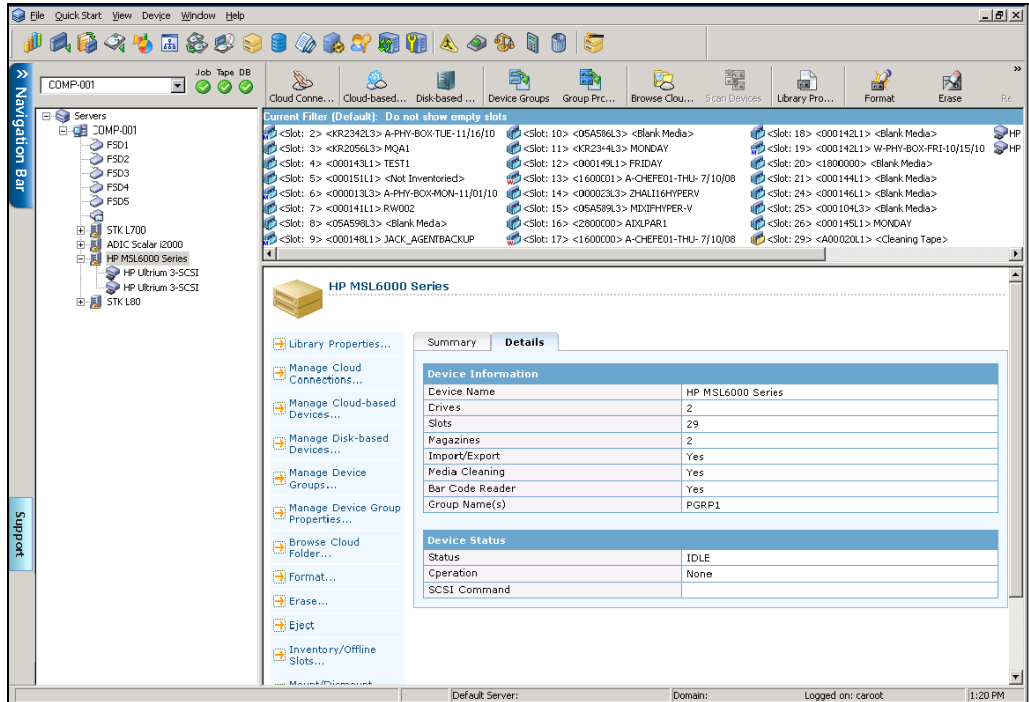 File Quick Start View Device Window Help
Job Tape DB
COMP-001
Cloud Conne... Cloud-based... Disk-based ... Device Groups Group Prc... Browse Clou... Scan Devices Library Pro... Format Erase Re
»
Navigation Bar
Support
Servers
COMP-001
FSD1
FSD2
FSD3
FSD4
FSD5
STK L700
ADIC Scalar i2000
HP MSL6000 Series
HP Ultrium 3-SCSI
HP Ultrium 3-SCSI
STK L80
Current Filter (Default): Do not show empty slots
<Slot: 2> <KR2342L3> A-PHY-BOX-TUE-11/16/10
<Slot: 3> <KR2056L3> MQA1
<Slot: 4> <000143L1> TEST1
<Slot: 5> <000151L1> <Not Inventoried>
<Slot: 6> <000013L3> A-PHY-BOX-MON-11/01/10
<Slot: 7> <000141L1> RW002
<Slot: 8> <05A598L3> <Blank Meda>
<Slot: 9> <000148L1> JACK_AGENTBACKUP
<Slot: 10> <05A586L3> <Blank Media>
<Slot: 11> <KR2344L3> MONDAY
<Slot: 12> <000149L1> FRIDAY
<Slot: 13> <1600C01> A-CHEFE01-THU- 7/10/08
<Slot: 14> <000023L3> ZHALI16HYPERV
<Slot: 15> <05A589L3> MIXIFHYPER-V
<Slot: 16> <2800C00> AIXLPAR1
<Slot: 17> <1600C00> A-CHEFE01-THU- 7/10/08
<Slot: 18> <000142L1> <Blank Media>
<Slot: 19> <000142L1> W-PHY-BOX-FRI-10/15/10
<Slot: 20> <1800000> <Blank Media>
<Slot: 21> <000144L1> <Blank Media>
<Slot: 24> <000146L1> <Blank Media>
<Slot: 25> <000104L3> <Blank Media>
<Slot: 26> <000145L1> MONDAY
<Slot: 29> <A00020L1> <Cleaning Tape>
HP
HP
HP MSL6000 Series
Library Properties...
Manage Cloud
Connections...
Manage Cloud-based
Devices...
Manage Disk-based
Devices...
Manage Device
Groups...
Manage Device Group
Properties...
Browse Cloud
Folder...
Format...
Erase...
Eject
Inventory/Offline
Slots...
Mount/Dismount
Summary Details
Device Information
Device Name HP MSL6000 Series
Drives 2
Slots 29
Magazines 2
Import/Export Yes
Media Cleaning Yes
Bar Code Reader Yes
Group Name(s) PGRP1
Device Status
Status IDLE
Operation None
SCSI Command
Default Server: Domain: Logged on: caroot 1:20 PM